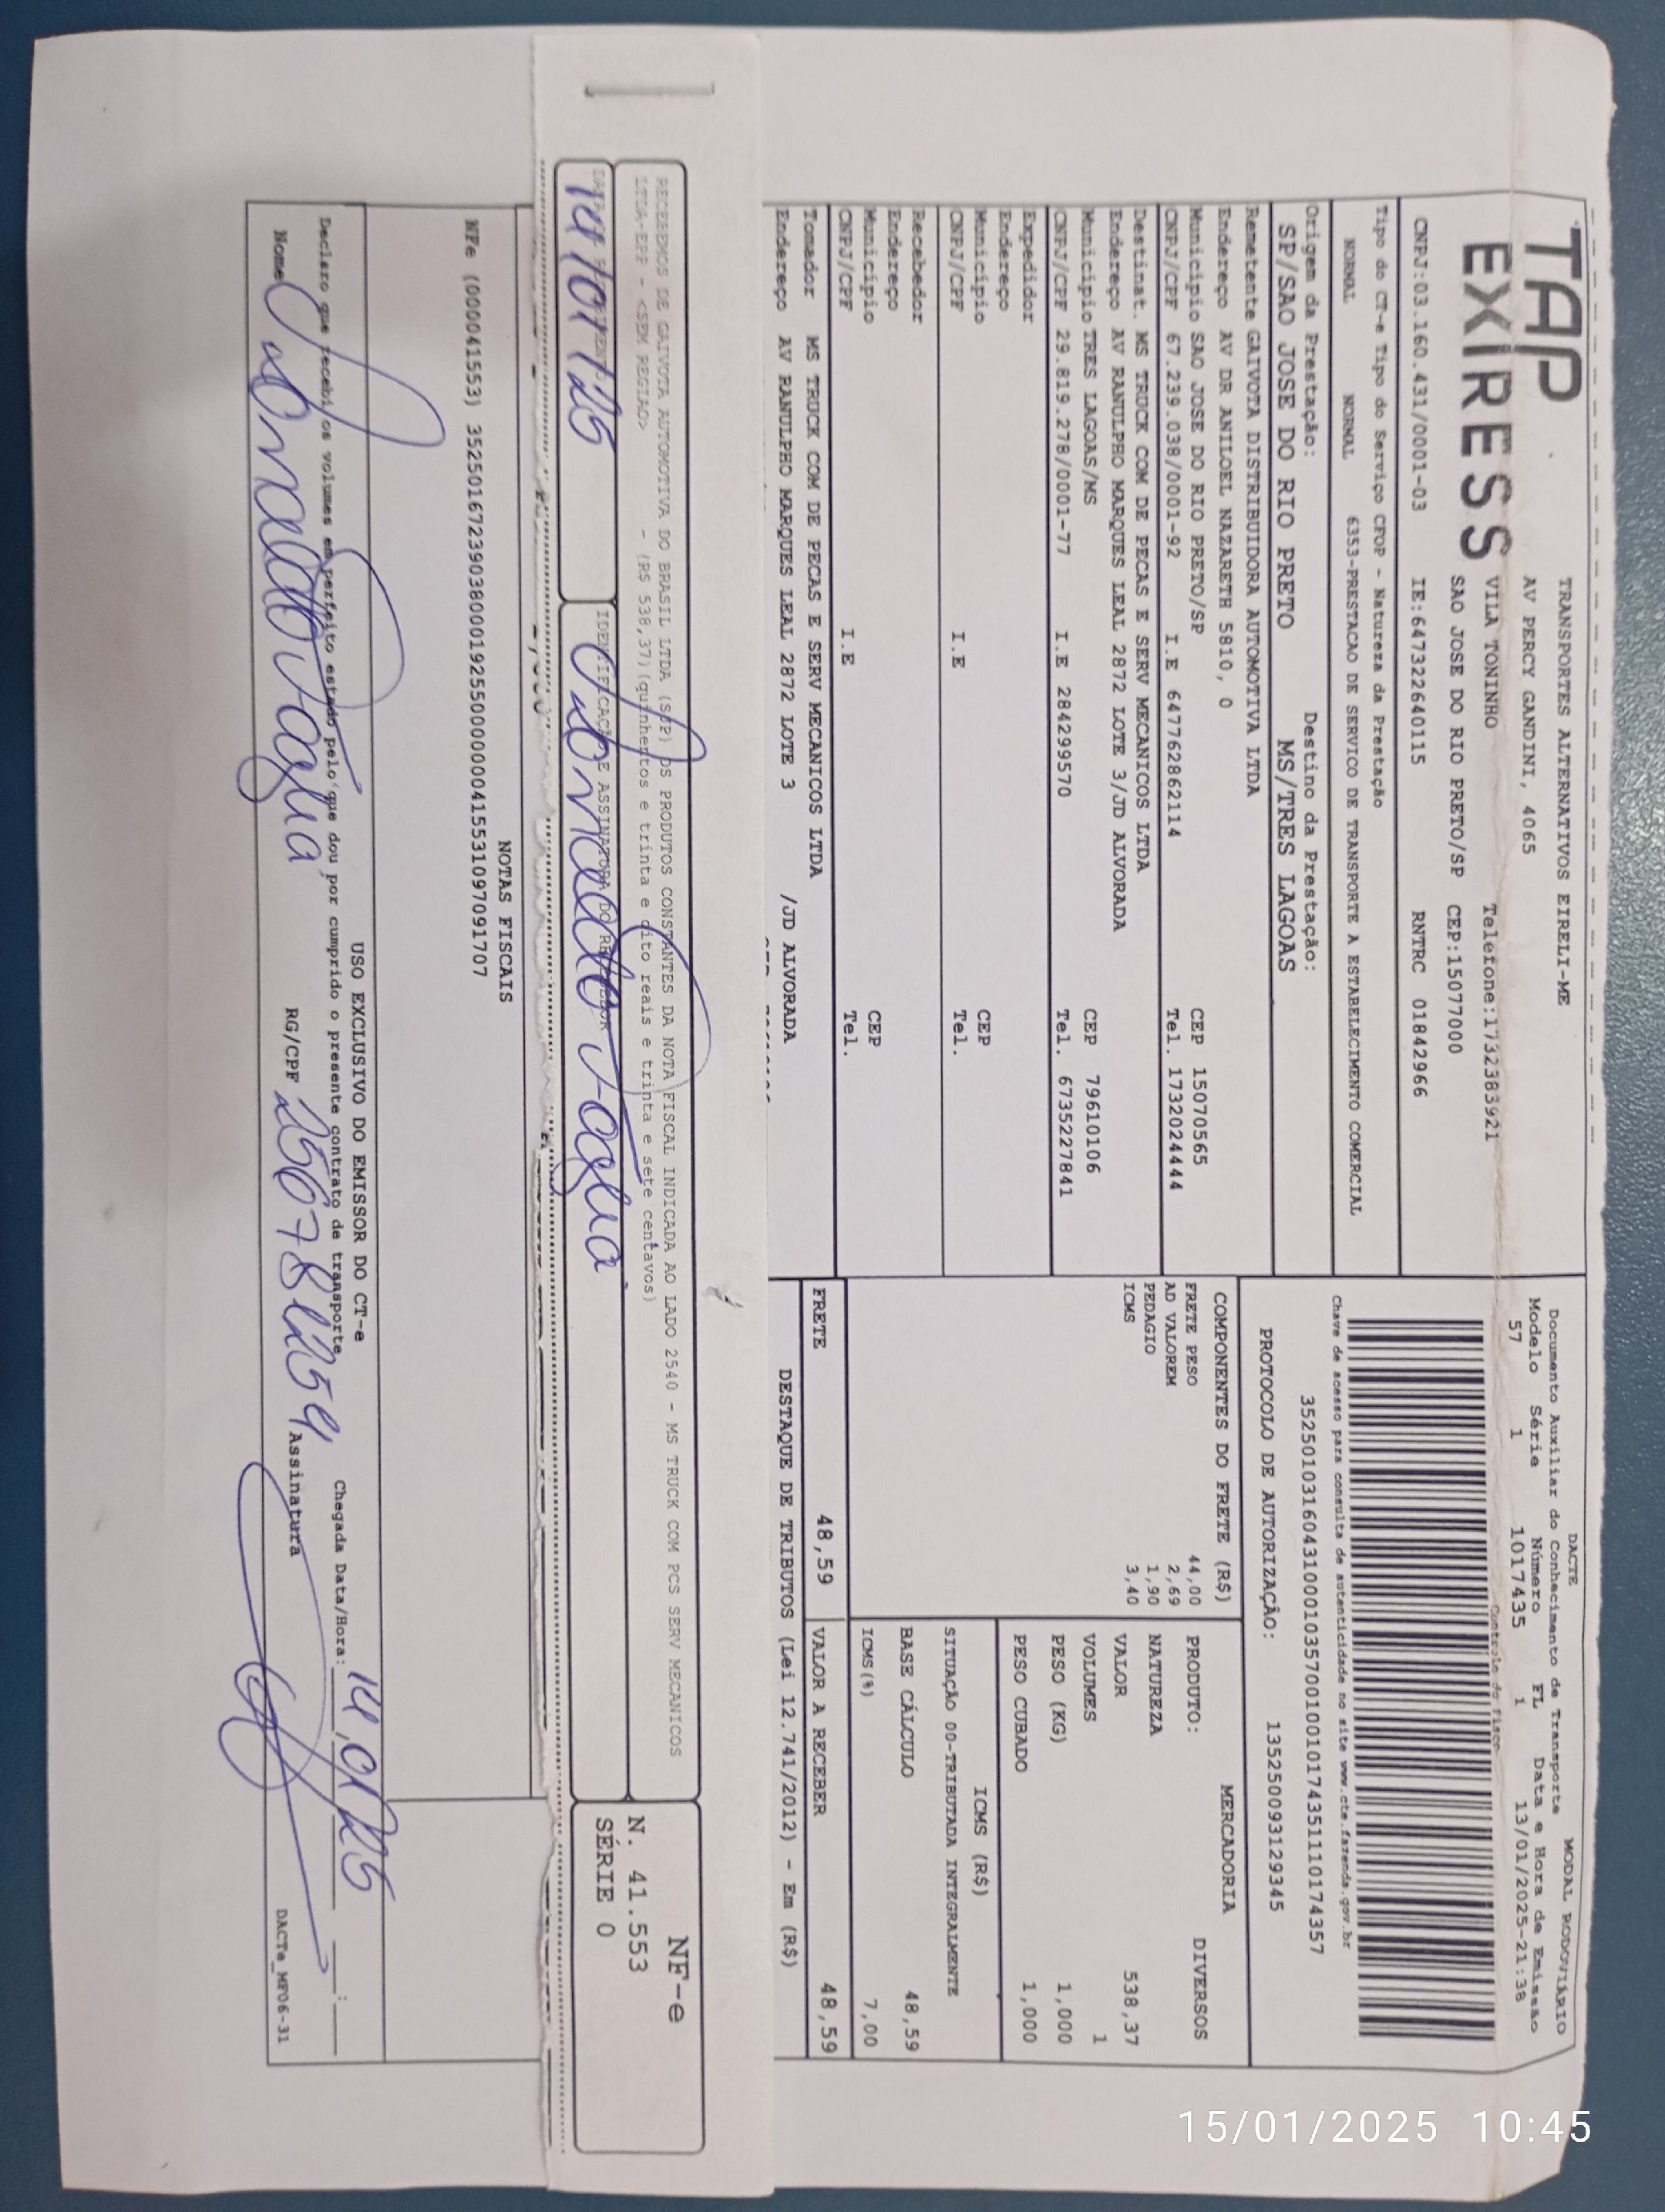 TAP
EXPRESS
TRANSPORTES ALTERNATIVOS EIRELI-ME
AV PERCY GANDINI, 4065
VILA TONINHO Telefone:1732383921
SAO JOSE DO RIO PRETO/SP CEP:15077000
CNPJ:03.160.431/0001-03 IE:647322640115 RNTRC 01842966
Tipo do CT-e Tipo do Serviço CFOP - Natureza da Prestação
NORMAL NORMAL 6353-PRESTACAO DE SERVICO DE TRANSPORTE A ESTABELECIMENTO COMERCIAL
Origem da Prestação: Destino da Prestação:
SP/SAO JOSE DO RIO PRETO MS/TRES LAGOAS
DACTE MODAL RODOVIÁRIO
Documento Auxiliar do Conhecimento de Transporte
Modelo Série Número FL Data e Hora de Emissão
57 1 1017435 1 13/01/2025-21:38
Controle do Fisco
Chave de acesso para consulta de autenticidade no site www.cte.fazenda.gov.br
35250103160431000103570010010174351110174357
PROTOCOLO DE AUTORIZAÇÃO: 135250093129345
Remetente GAIVOTA DISTRIBUIDORA AUTOMOTIVA LTDA
Endereço AV DR ANILOEL NAZARETH 5810, 0
Município SAO JOSE DO RIO PRETO/SP CEP 15070565
CNPJ/CPF 67.239.038/0001-92 I.E 647762862114 Tel. 1732024444
Destinat. MS TRUCK COM DE PECAS E SERV MECANICOS LTDA
Endereço AV RANULPHO MARQUES LEAL 2872 LOTE 3/JD ALVORADA
Município TRES LAGOAS/MS CEP 79610106
CNPJ/CPF 29.819.278/0001-77 I.E 284299570 Tel. 6735227841
Expedidor
Endereço
Município CEP
CNPJ/CPF I.E Tel.
Recebedor
Endereço
Município CEP
CNPJ/CPF I.E Tel.
Tomador MS TRUCK COM DE PECAS E SERV MECANICOS LTDA
Endereço AV RANULPHO MARQUES LEAL 2872 LOTE 3 /JD ALVORADA
COMPONENTES DO FRETE (R$)
FRETE PESO 44,00
AD VALOREM 2,69
PEDAGIO 1,90
ICMS 3,40
MERCADORIA
PRODUTO: DIVERSOS
NATUREZA
VALOR 538,37
VOLUMES 1
PESO (KG) 1,000
PESO CUBADO 1,000
ICMS (R$)
SITUAÇÃO 00-TRIBUTADA INTEGRALMENTE
BASE CÁLCULO 48,59
ICMS(%) 7,00
FRETE 48,59 VALOR A RECEBER 48,59
DESTAQUE DE TRIBUTOS (Lei 12.741/2012) - Em (R$)
RECEBEMOS DE GAIVOTA AUTOMOTIVA DO BRASIL LTDA (SJP) OS PRODUTOS CONSTANTES DA NOTA FISCAL INDICADA AO LADO 2540 - MS TRUCK COM PCS SERV MECANICOS
LTDA-EPP - <SEM REGIAO> - (R$ 538,37)(quinhentos e trinta e oito reais e trinta e sete centavos)
IDENTIFICAÇÃO E ASSINATURA DO RECEBEDOR
14/01/25
NF-e
N. 41.553
SÉRIE 0
NOTAS FISCAIS
NFe (000041553) 35250167239038000192550000000415531097091707
USO EXCLUSIVO DO EMISSOR DO CT-e
Declaro que recebi os volumes em perfeito estado pelo que dou por cumprido o presente contrato de transporte
Chegada Data/Hora: 14,01,25 :
Nome RG/CPF Assinatura
DACTe_MF06-31
15/01/2025 10:45